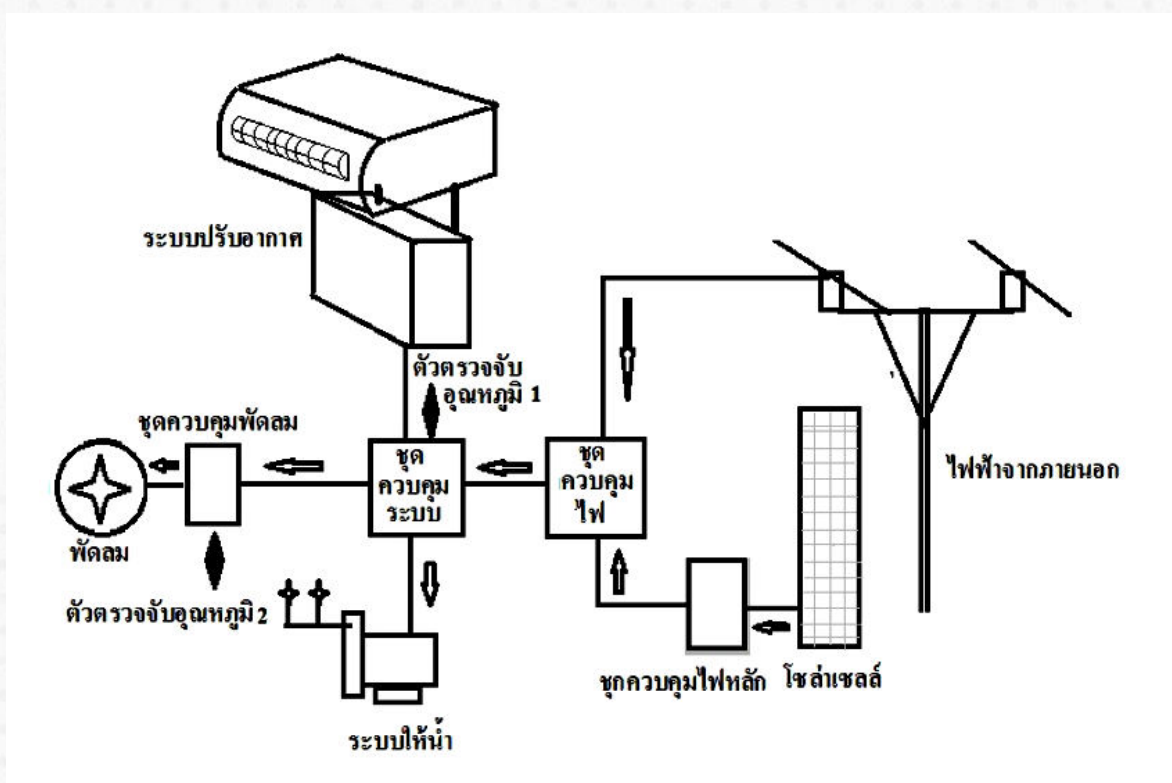 ระบบปรับอากาศ
ตัวตรวจจับ
อุณหภูมิ 1
ชุดควบคุมพัดลม
ชุด
ควบคุม
ระบบ
ชุด
ควบคุม
ไฟ
ไฟฟ้าจากภายนอก
พัดลม
ตัวตรวจจับอุณหภูมิ 2
ชุกควบคุมไฟหลัก
โซล่าเซลล์
ระบบให้น้ำ